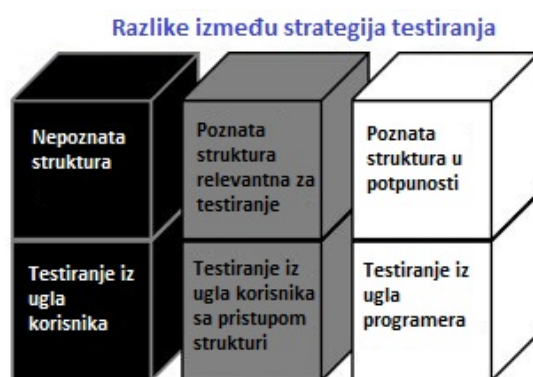 Razlike između strategija testiranja
Nepoznata
struktura
Poznata
struktura
relevantna za
testiranje
Poznata
struktura u
potpunosti
Testiranje iz
ugla
korisnika
Testiranje iz
ugla korisnika
sa pristupom
strukturi
Testiranje iz
ugla
programera